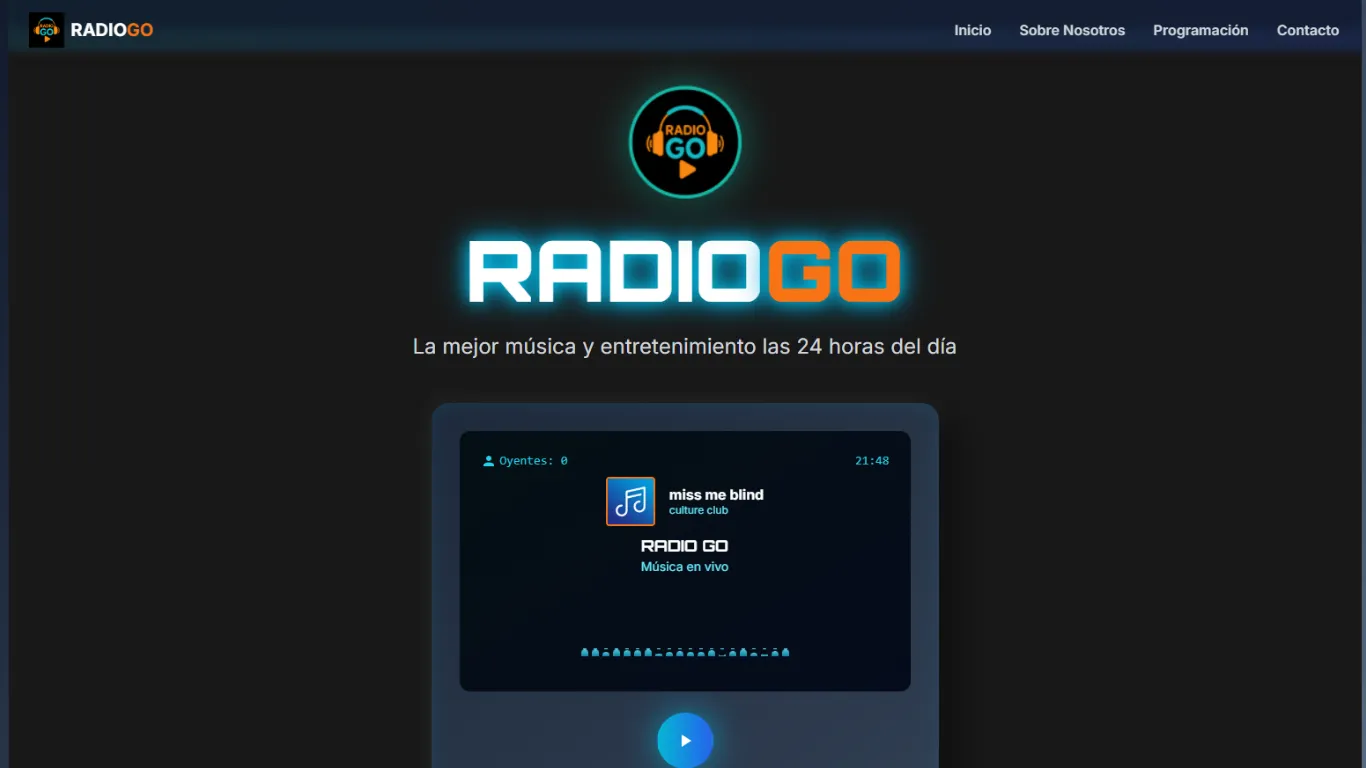 RADIO GO
RADIOGO
Inicio
Sobre Nosotros
Programación
Contacto
RADIO
GO
RADIOGO
La mejor música y entretenimiento las 24 horas del día
Oyentes: 0
21:48
miss me blind
culture club
RADIO GO
Música en vivo